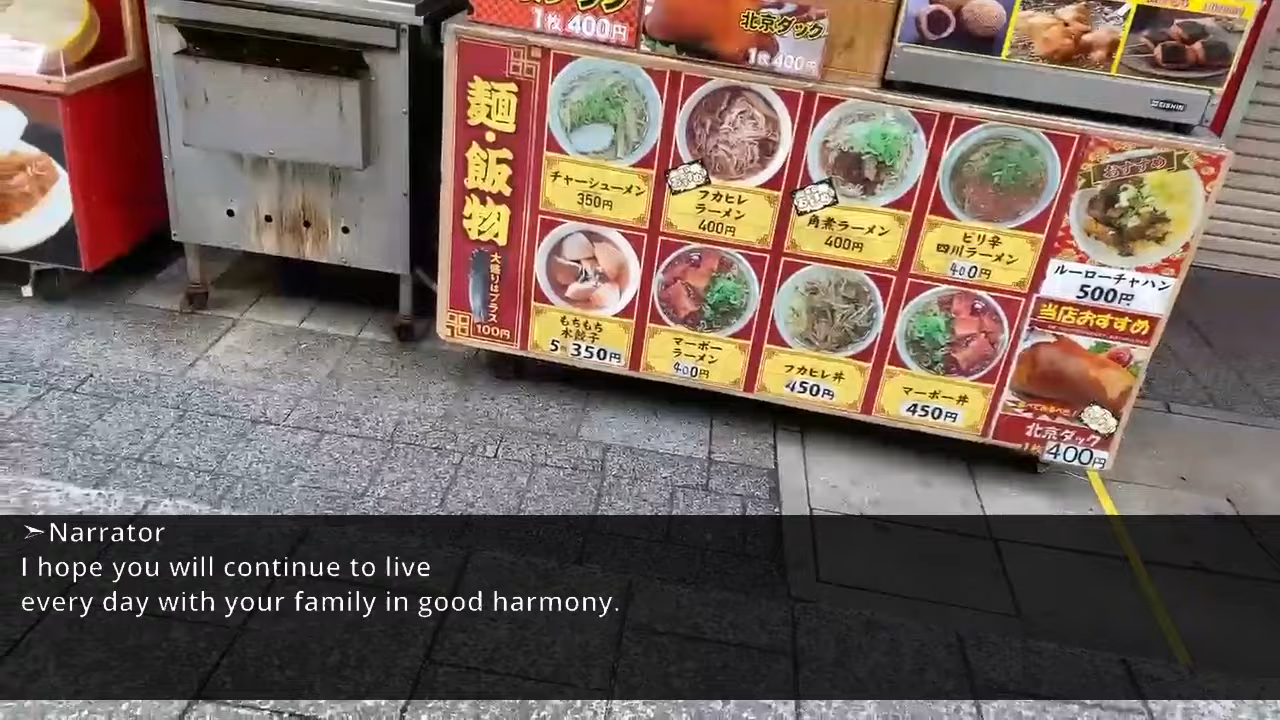 1枚400円
北京ダック
1枚400円
EISHIN
麺・飯物
大盛りはプラス
100円
チャーシューメン
350円
フカヒレ
ラーメン
400円
角煮ラーメン
400円
ピリ辛
四川ラーメン
400円
おすすめ
ルーローチャハン
500円
もちもち
水餃子
5 350円
マーボー
ラーメン
400円
フカヒレ丼
450円
マーボー丼
450円
当店おすすめ
北京ダック
1枚
400円
➣Narrator
I hope you will continue to live
every day with your family in good harmony.